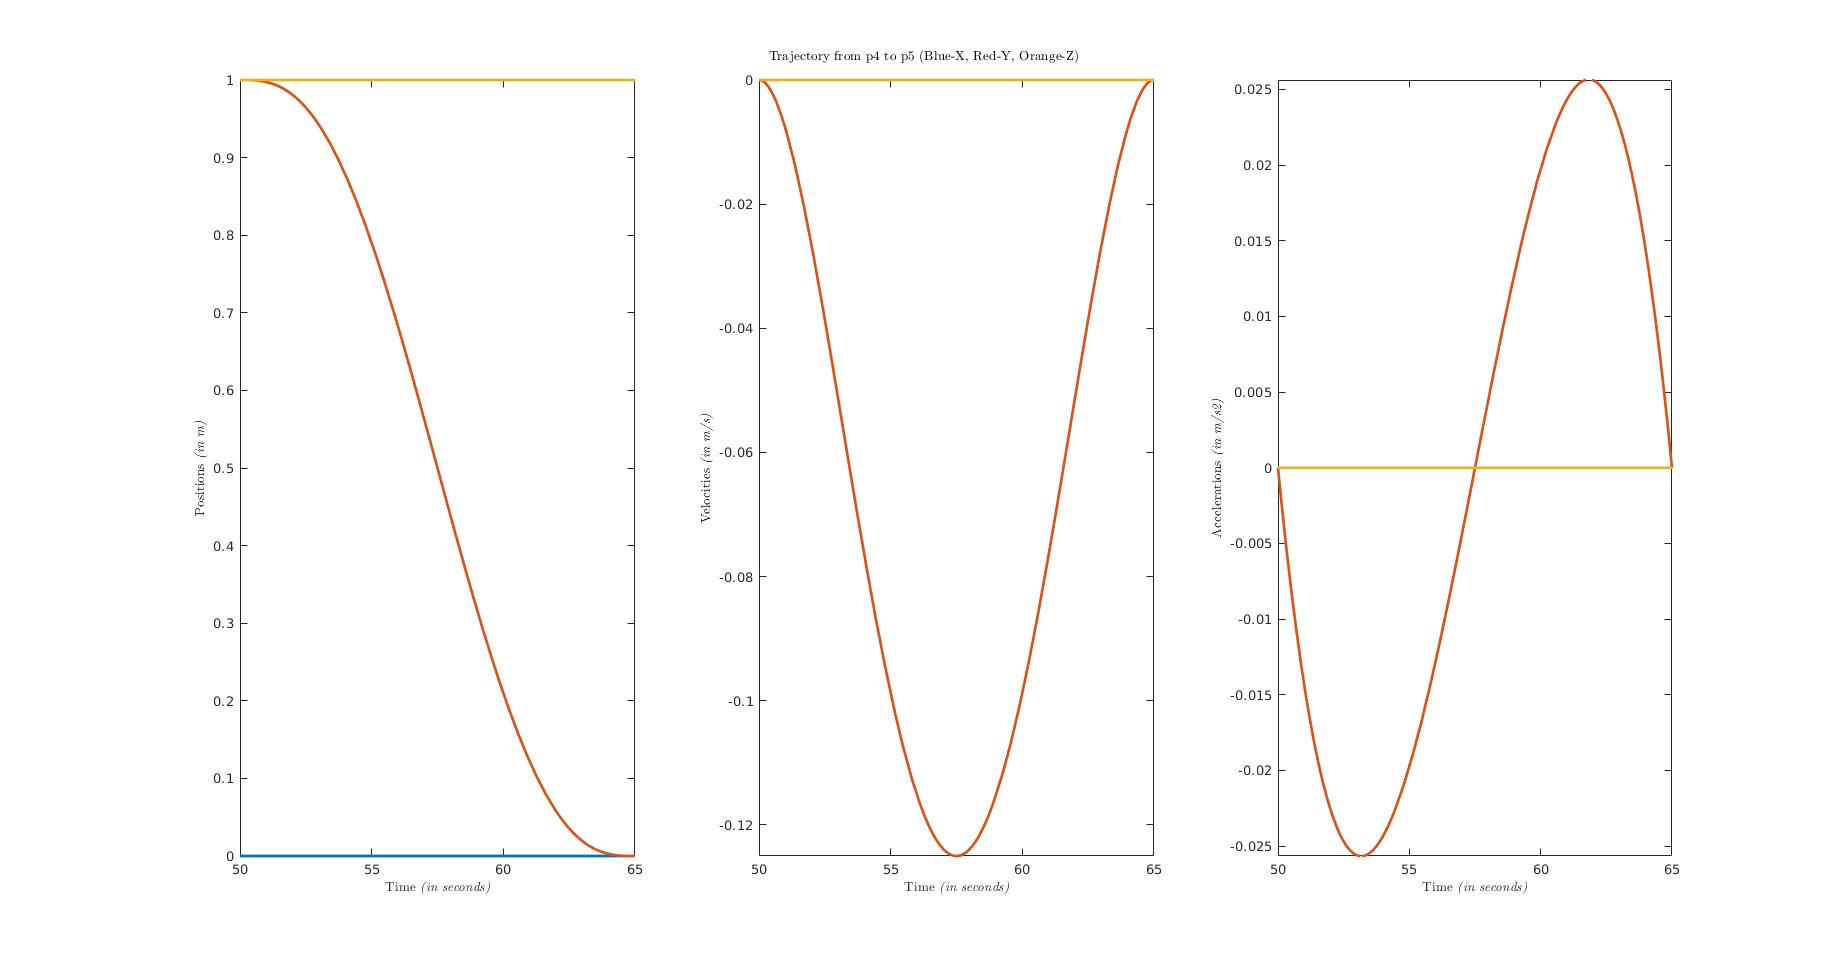 Trajectory from p4 to p5 (Blue-X, Red-Y, Orange-Z)
1
0.9
0.8
0.7
0.6
0.5
0.4
0.3
0.2
0.1
0
50 55 60 65
Positions (in m)
Time (in seconds)
0
-0.02
-0.04
-0.06
-0.08
-0.1
-0.12
50 55 60 65
Velocities (in m/s)
Time (in seconds)
0.025
0.02
0.015
0.01
0.005
0
-0.005
-0.01
-0.015
-0.02
-0.025
50 55 60 65
Accelerations (in m/s2)
Time (in seconds)